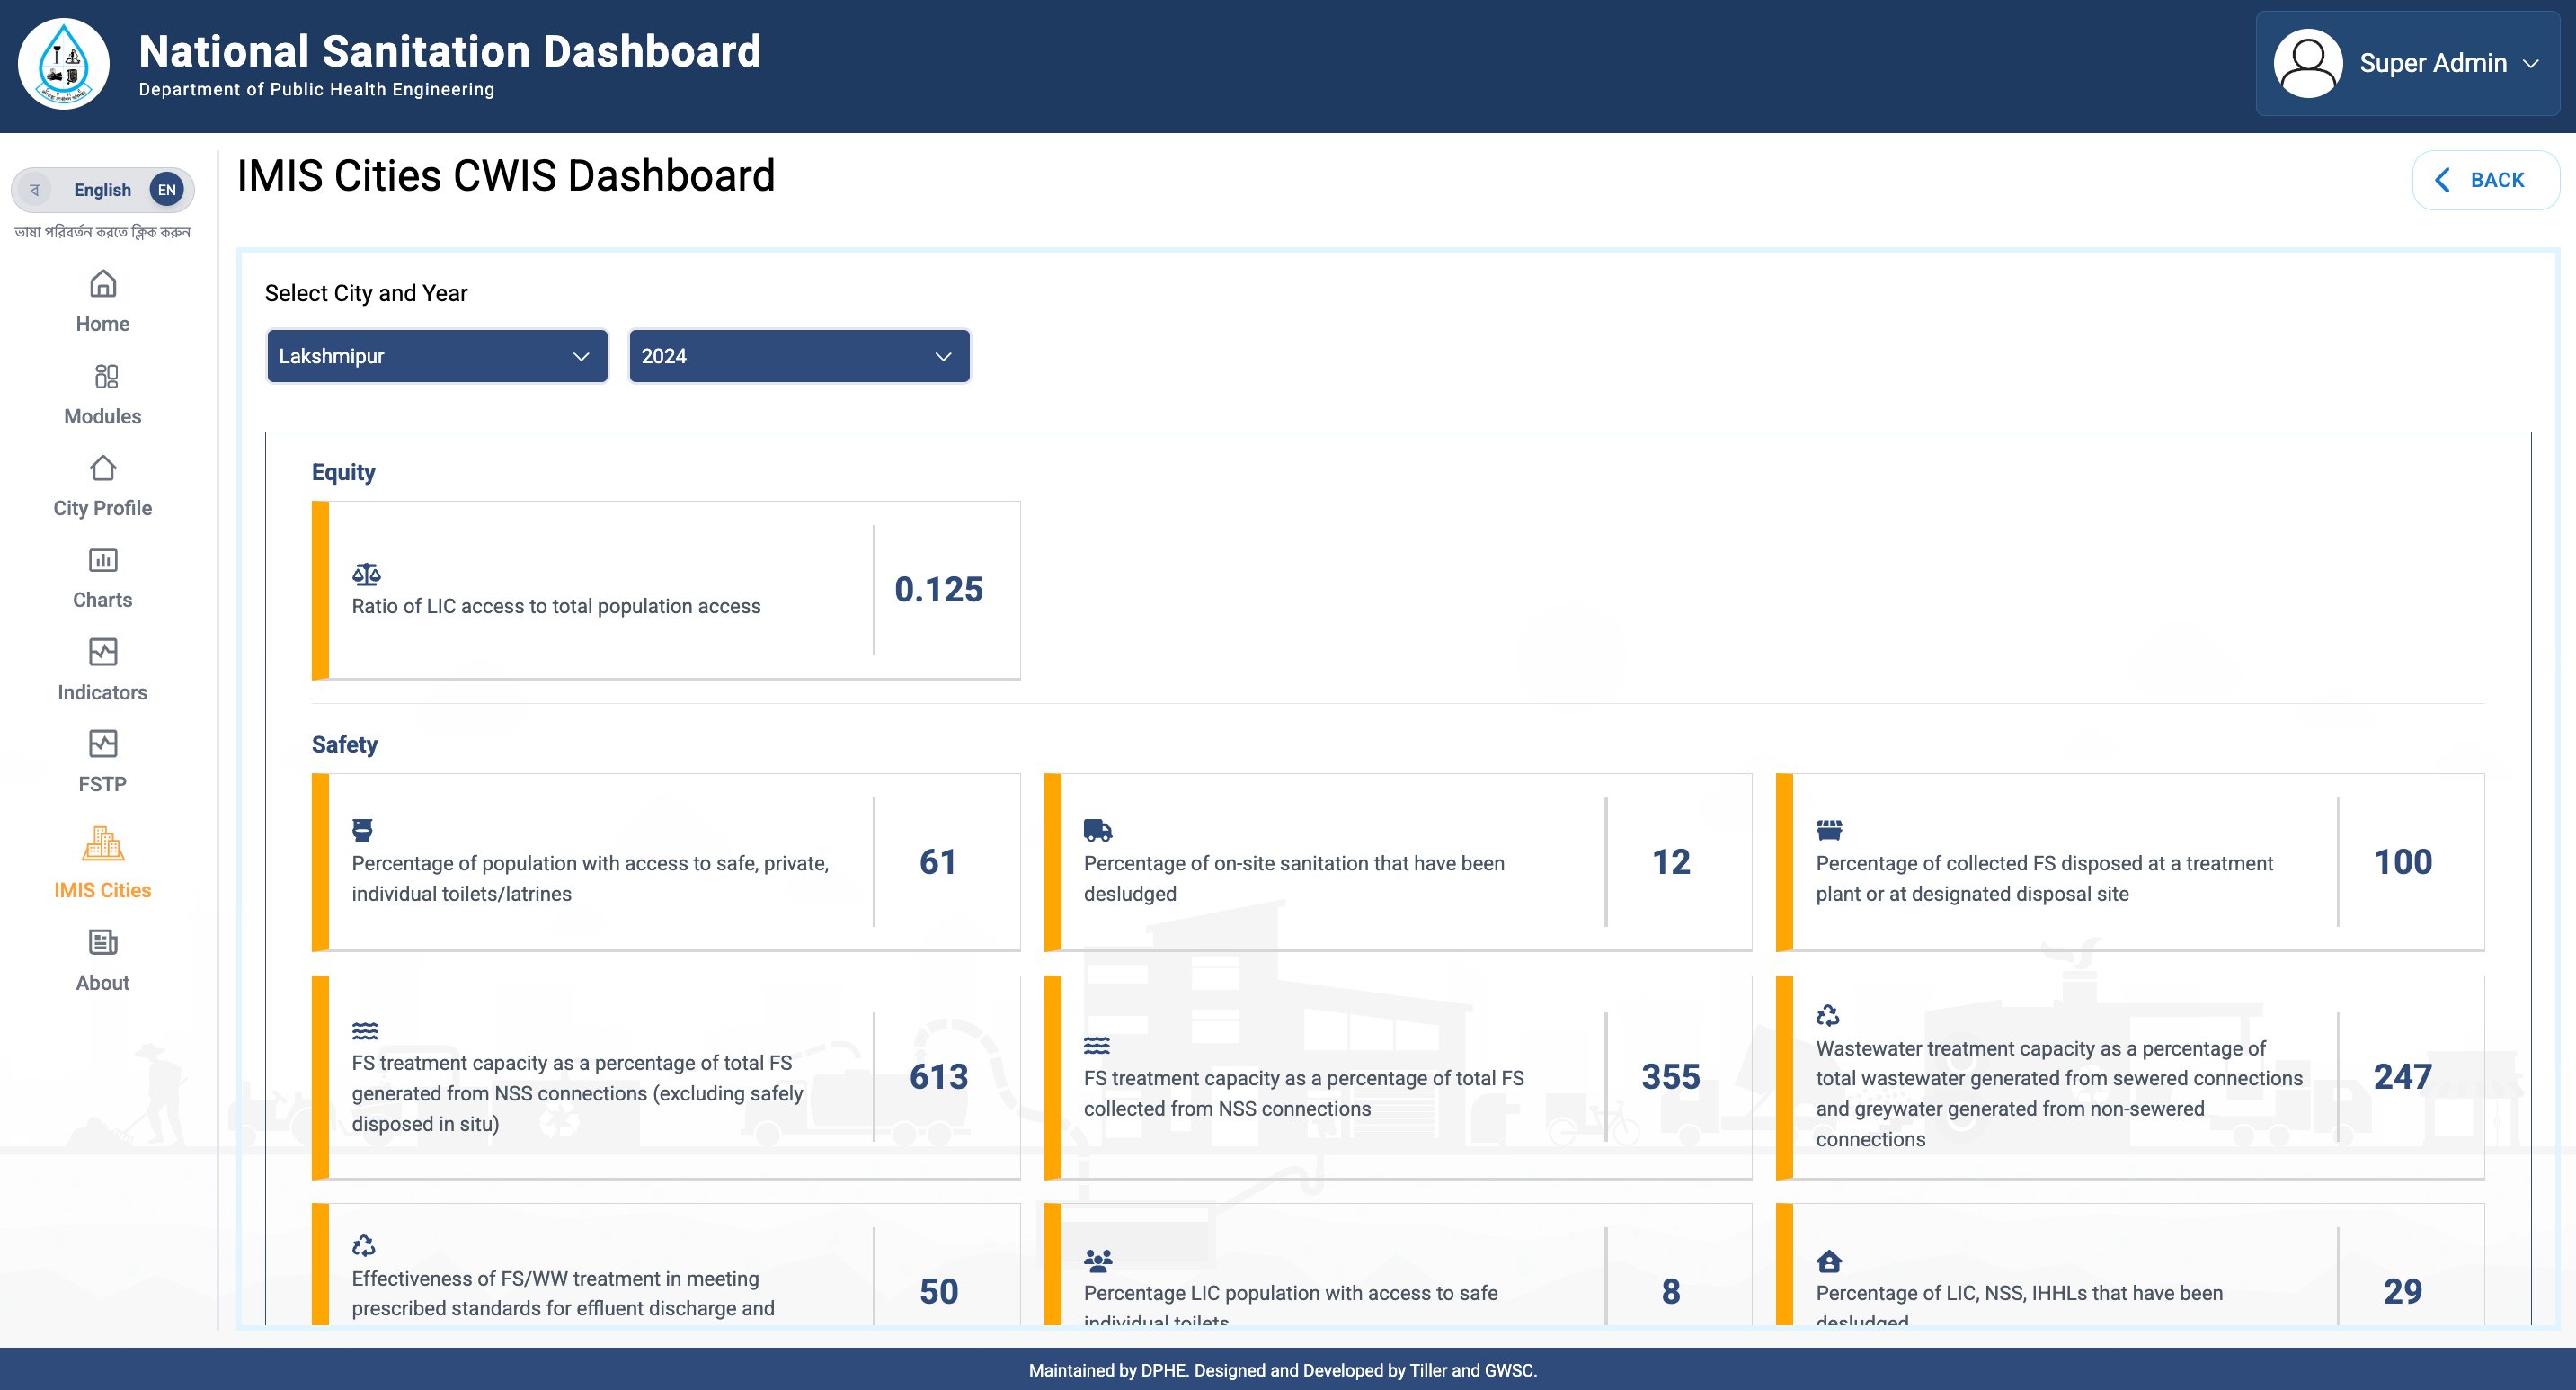 National Sanitation Dashboard
Department of Public Health Engineering
Super Admin
ব English EN
ভাষা পরিবর্তন করতে ক্লিক করুন
Home
Modules
City Profile
Charts
Indicators
FSTP
IMIS Cities
About
IMIS Cities CWIS Dashboard
BACK
Select City and Year
Lakshmipur
2024
Equity
Ratio of LIC access to total population access
0.125
Safety
Percentage of population with access to safe, private,
individual toilets/latrines
61
Percentage of on-site sanitation that have been
desludged
12
Percentage of collected FS disposed at a treatment
plant or at designated disposal site
100
FS treatment capacity as a percentage of total FS
generated from NSS connections (excluding safely
disposed in situ)
613
FS treatment capacity as a percentage of total FS
collected from NSS connections
355
Wastewater treatment capacity as a percentage of
total wastewater generated from sewered connections
and greywater generated from non-sewered
connections
247
Effectiveness of FS/WW treatment in meeting
prescribed standards for effluent discharge and
50
Percentage LIC population with access to safe
individual toilets
8
Percentage of LIC, NSS, IHHLs that have been
desludged
29
Maintained by DPHE. Designed and Developed by Tiller and GWSC.